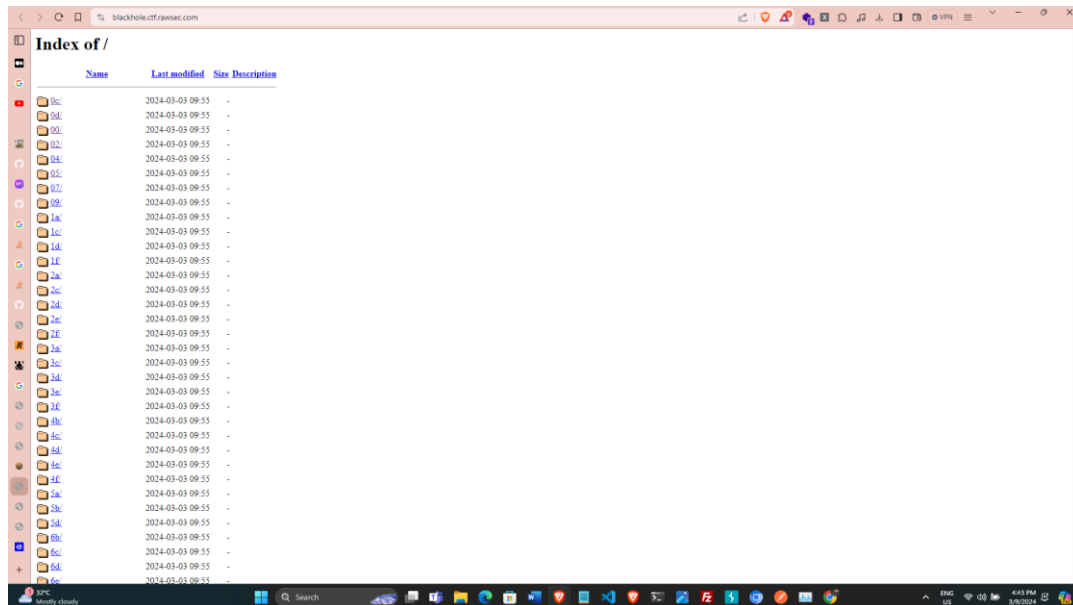 blackhole.ctf.rawsec.com
VPN
Index of /
Name Last modified Size Description
0c/ 2024-03-03 09:55 -
0d/ 2024-03-03 09:55 -
00/ 2024-03-03 09:55 -
02/ 2024-03-03 09:55 -
04/ 2024-03-03 09:55 -
05/ 2024-03-03 09:55 -
07/ 2024-03-03 09:55 -
09/ 2024-03-03 09:55 -
1a/ 2024-03-03 09:55 -
1c/ 2024-03-03 09:55 -
1d/ 2024-03-03 09:55 -
1f/ 2024-03-03 09:55 -
2a/ 2024-03-03 09:55 -
2c/ 2024-03-03 09:55 -
2d/ 2024-03-03 09:55 -
2e/ 2024-03-03 09:55 -
2f/ 2024-03-03 09:55 -
3a/ 2024-03-03 09:55 -
3c/ 2024-03-03 09:55 -
3d/ 2024-03-03 09:55 -
3e/ 2024-03-03 09:55 -
3f/ 2024-03-03 09:55 -
4b/ 2024-03-03 09:55 -
4c/ 2024-03-03 09:55 -
4d/ 2024-03-03 09:55 -
4e/ 2024-03-03 09:55 -
4f/ 2024-03-03 09:55 -
5a/ 2024-03-03 09:55 -
5b/ 2024-03-03 09:55 -
5d/ 2024-03-03 09:55 -
6b/ 2024-03-03 09:55 -
6c/ 2024-03-03 09:55 -
6d/ 2024-03-03 09:55 -
6e/ 2024-03-03 09:55 -
32°C
Mostly cloudy
Search
ENG
US
4:43 PM
3/9/2024